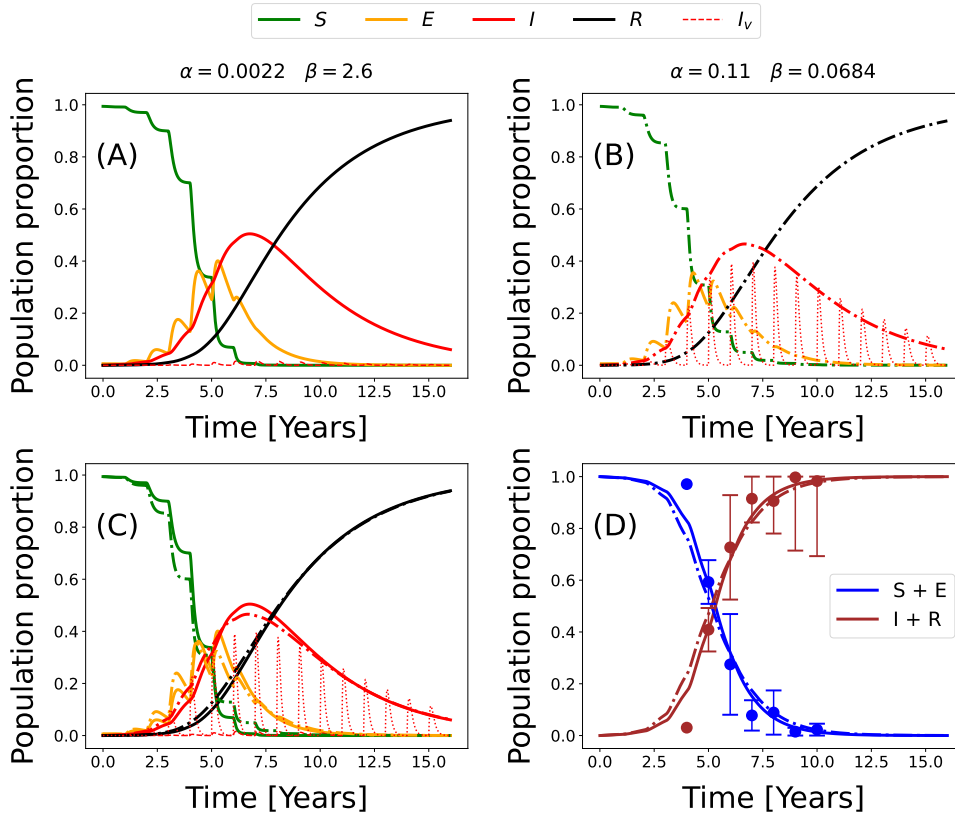 S E I R I_v
α = 0.0022 β = 2.6
α = 0.11 β = 0.0684
Population proportion
1.0
0.8
0.6
0.4
0.2
0.0
(A)
0.0 2.5 5.0 7.5 10.0 12.5 15.0
Time [Years]
Population proportion
1.0
0.8
0.6
0.4
0.2
0.0
(B)
0.0 2.5 5.0 7.5 10.0 12.5 15.0
Time [Years]
Population proportion
1.0
0.8
0.6
0.4
0.2
0.0
(C)
0.0 2.5 5.0 7.5 10.0 12.5 15.0
Time [Years]
Population proportion
1.0
0.8
0.6
0.4
0.2
0.0
(D)
S + E
I + R
0.0 2.5 5.0 7.5 10.0 12.5 15.0
Time [Years]